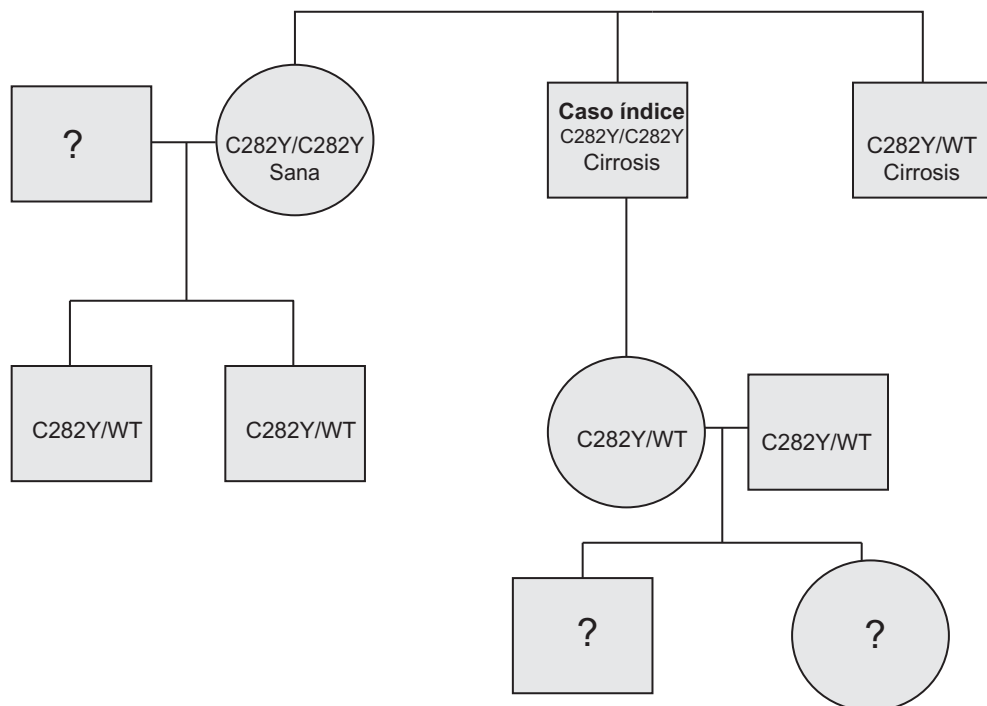 ?
C282Y/C282Y
Sana
Caso índice
C282Y/C282Y
Cirrosis
C282Y/WT
Cirrosis
C282Y/WT
C282Y/WT
C282Y/WT
C282Y/WT
?
?